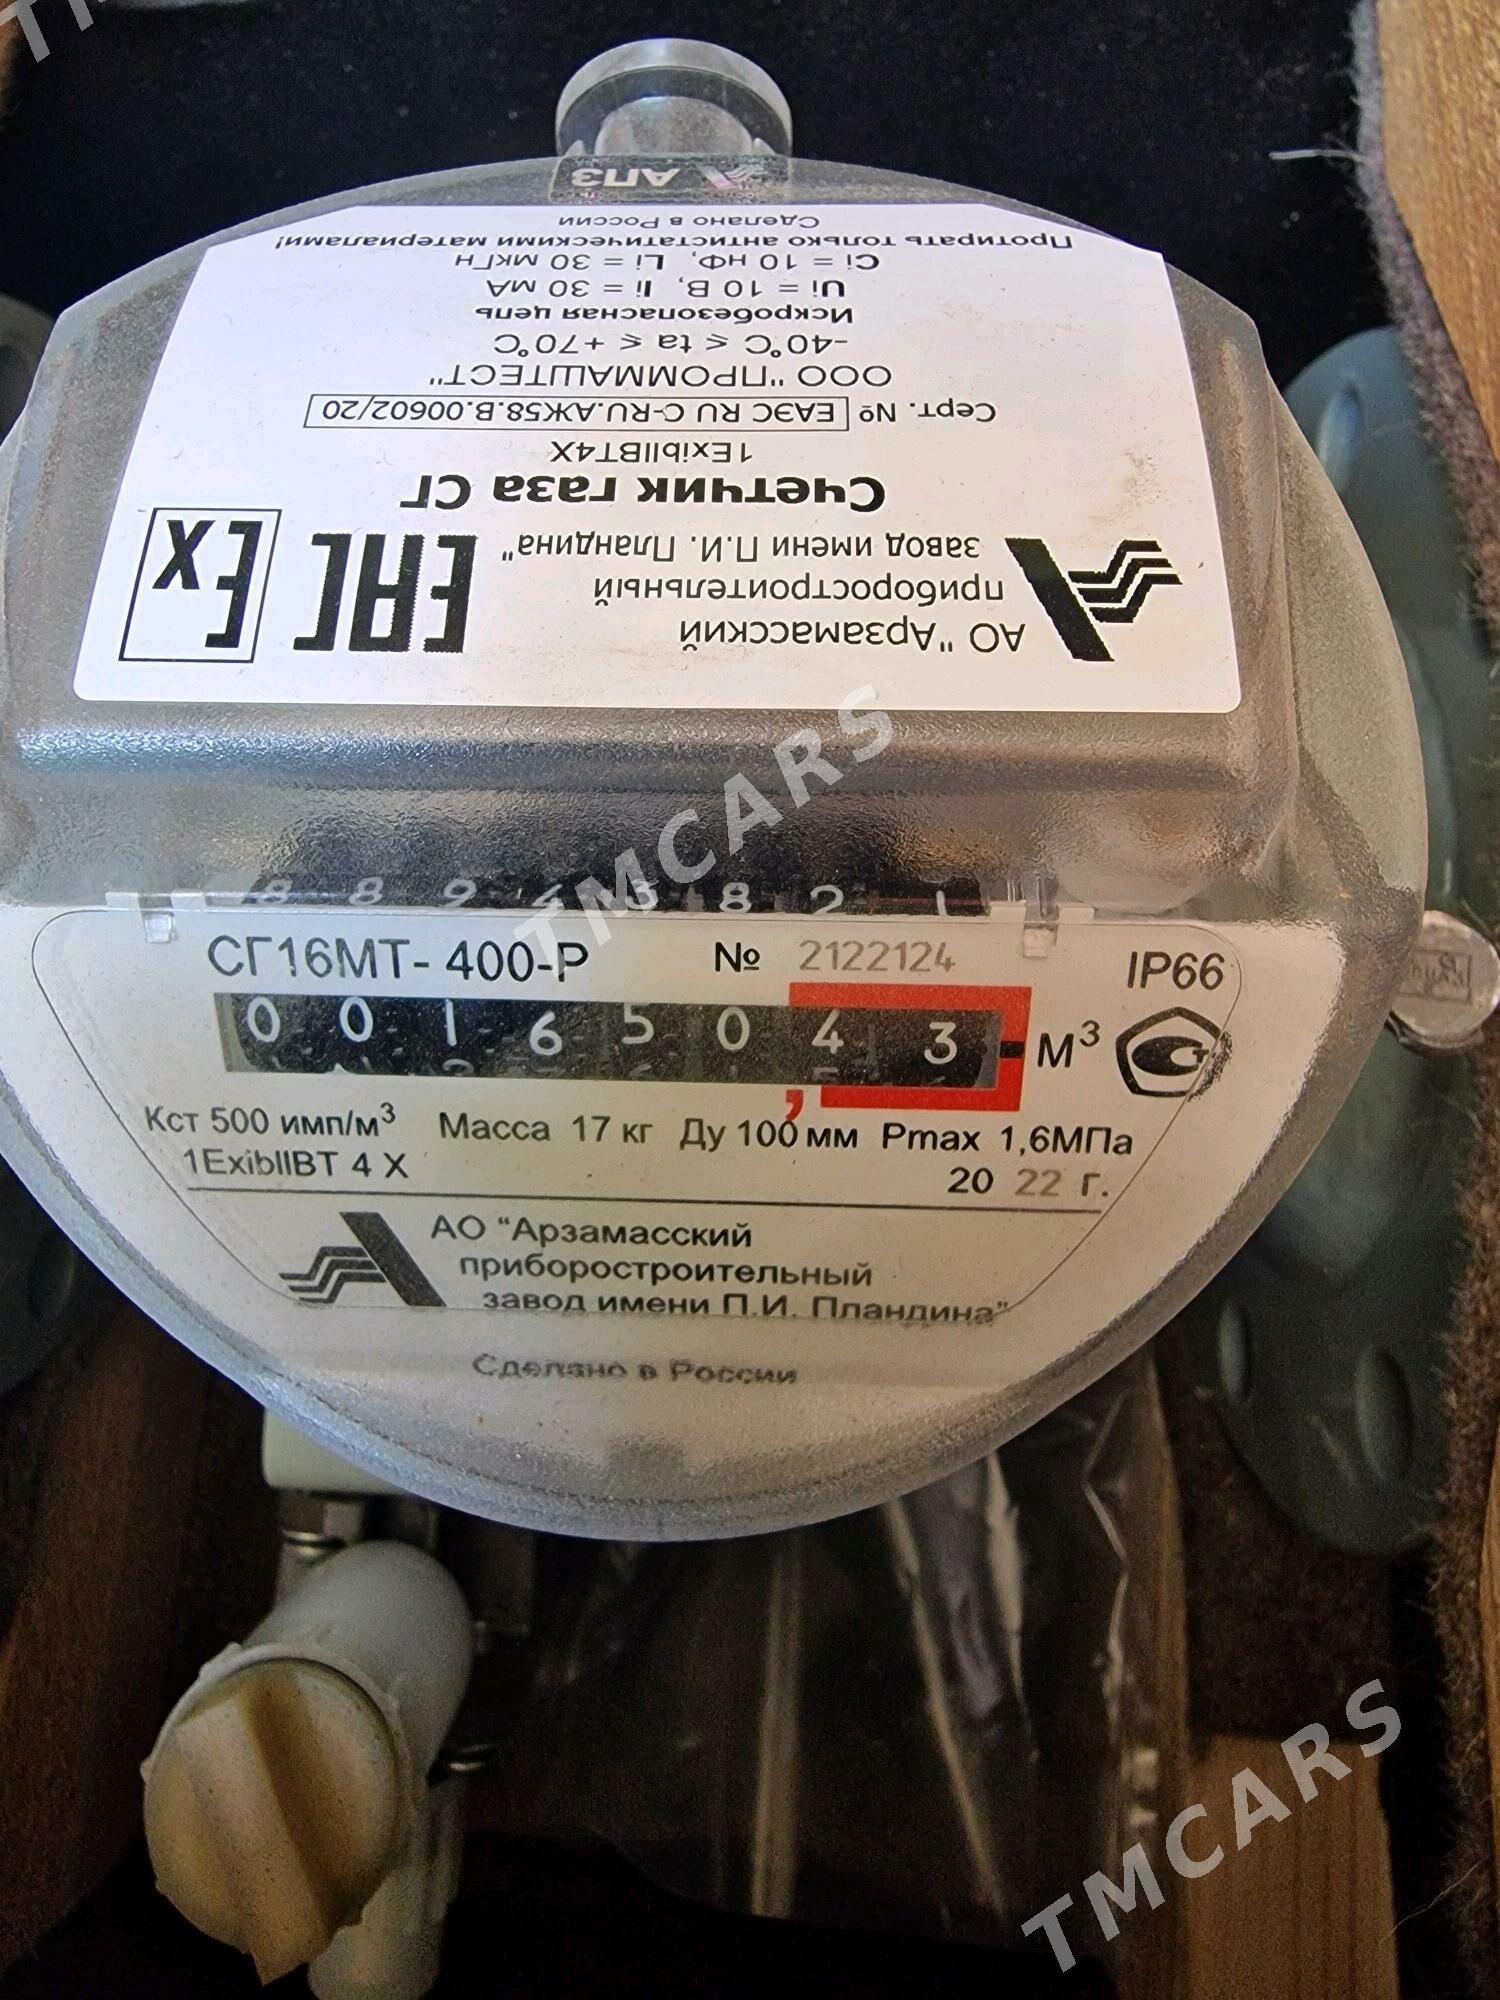 АПЗ
АО "Арзамасский
приборостроительный
завод имени П.И. Пландина"
ЕАС Ех
Счетчик газа СГ
1ExibIIBT4X
Серт. № ЕАЭС RU C-RU.АЖ58.В.00602/20
ООО "ПРОММАШТЕСТ"
-40°C ≤ ta ≤ +70°C
Искробезопасная цепь
Ui = 10 В, Ii = 30 мА
Ci = 10 нФ, Li = 30 мкГн
Протирать только антистатическими материалами!
Сделано в России
СГ16МТ- 400-Р № 2122124 IP66
0 0 1 6 5 0 , 4 3 м³
Кст 500 имп/м³ Масса 17 кг Ду 100 мм Pmax 1,6МПа
1ExibIIBT 4 X
20 22 г.
АО "Арзамасский
приборостроительный
завод имени П.И. Пландина"
Сделано в России
TMCARS
TMCARS